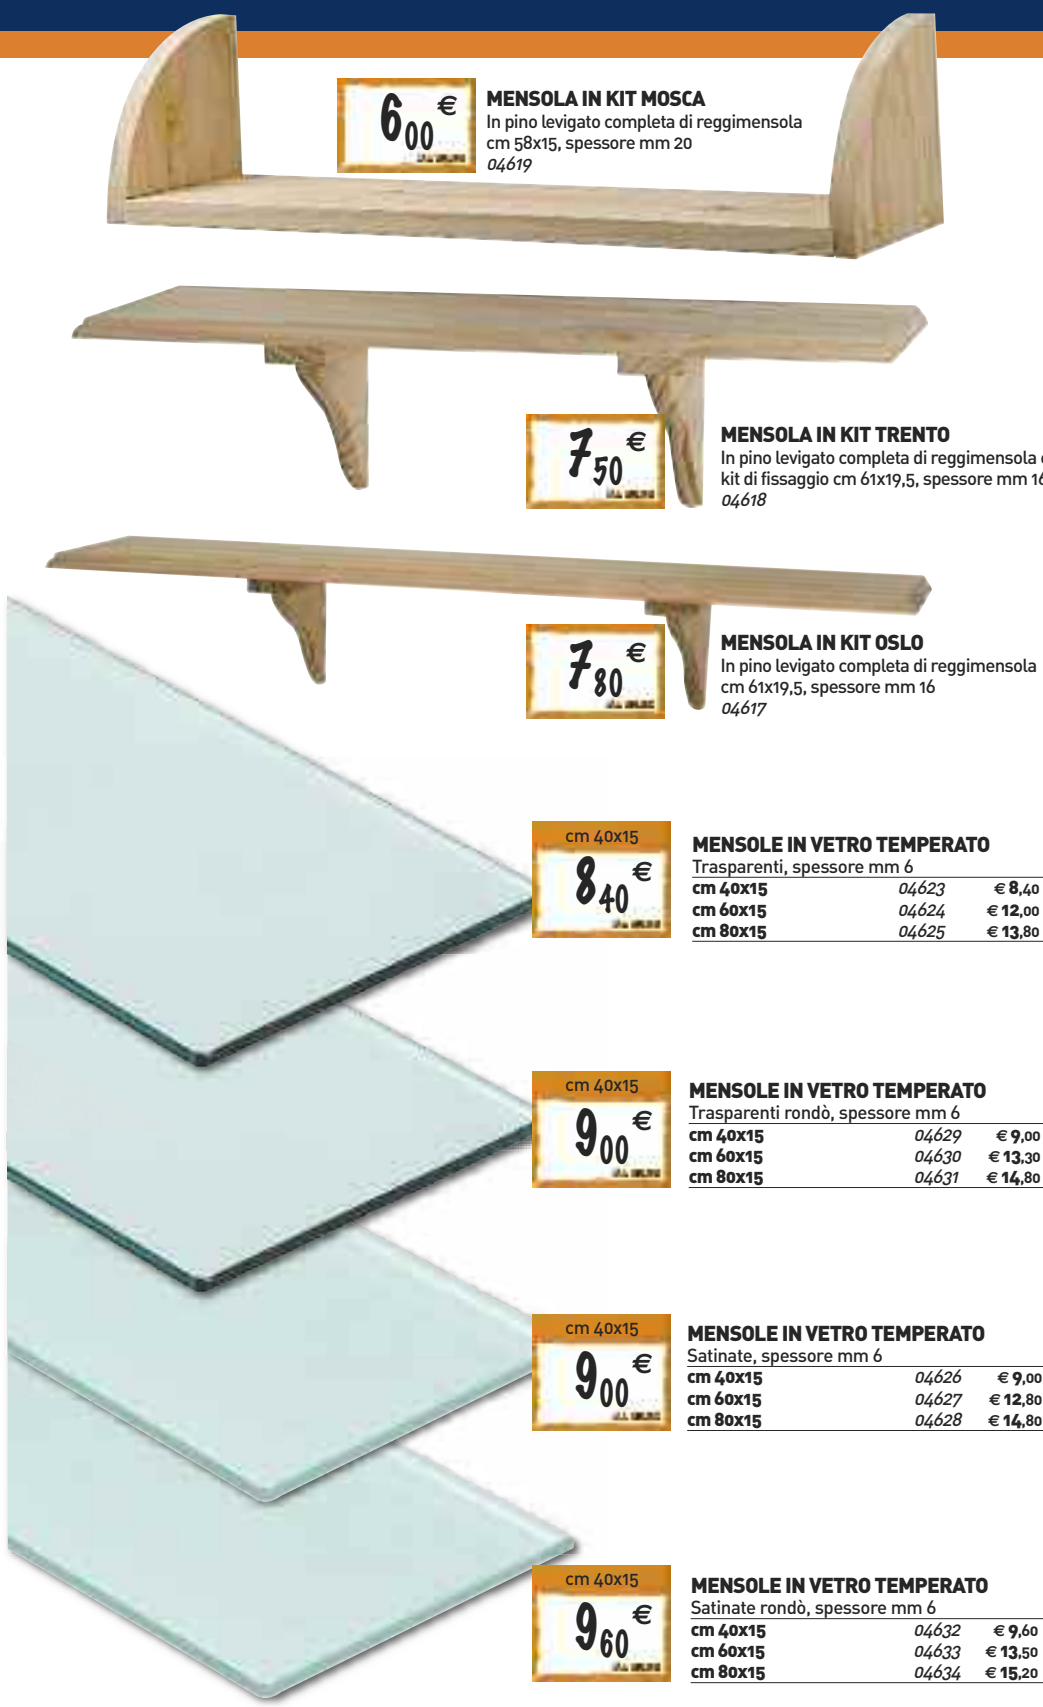 6,00 €
MENSOLA IN KIT MOSCA
In pino levigato completa di reggimensola
cm 58x15, spessore mm 20
04619
7,50 €
MENSOLA IN KIT TRENTO
In pino levigato completa di reggimensola
kit di fissaggio cm 61x19,5, spessore mm 16
04618
7,80 €
MENSOLA IN KIT OSLO
In pino levigato completa di reggimensola
cm 61x19,5, spessore mm 16
04617
cm 40x15
8,40 €
MENSOLE IN VETRO TEMPERATO
Trasparenti, spessore mm 6
cm 40x15 04623 € 8,40
cm 60x15 04624 € 12,00
cm 80x15 04625 € 13,80
cm 40x15
9,00 €
MENSOLE IN VETRO TEMPERATO
Trasparenti rondò, spessore mm 6
cm 40x15 04629 € 9,00
cm 60x15 04630 € 13,30
cm 80x15 04631 € 14,80
cm 40x15
9,00 €
MENSOLE IN VETRO TEMPERATO
Satinate, spessore mm 6
cm 40x15 04626 € 9,00
cm 60x15 04627 € 12,80
cm 80x15 04628 € 14,80
cm 40x15
9,60 €
MENSOLE IN VETRO TEMPERATO
Satinate rondò, spessore mm 6
cm 40x15 04632 € 9,60
cm 60x15 04633 € 13,50
cm 80x15 04634 € 15,20